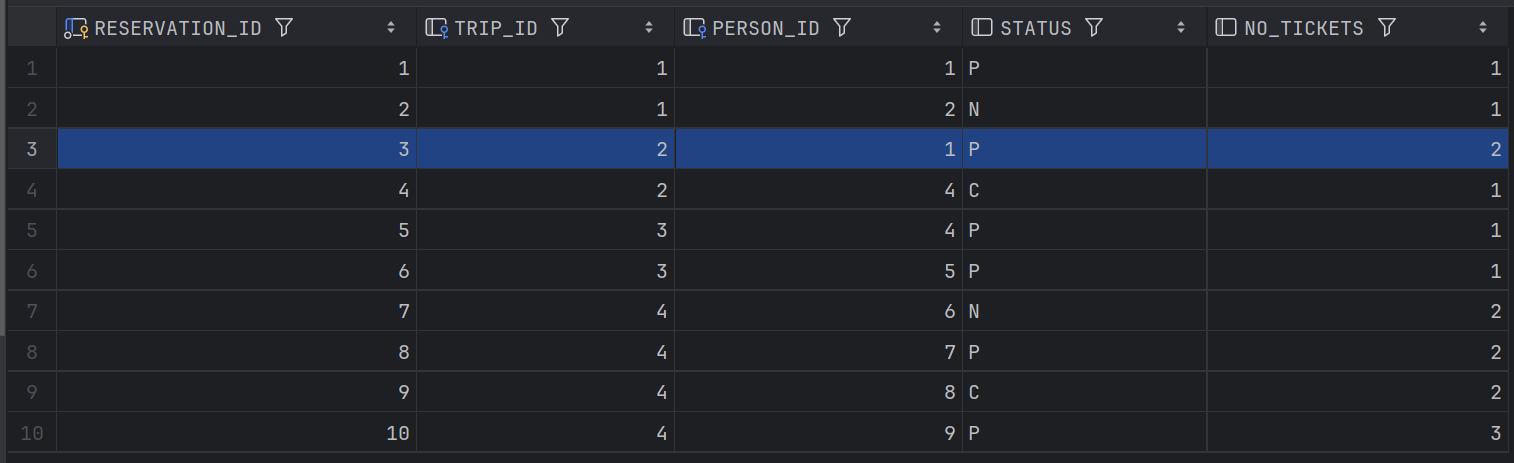 RESERVATION_ID TRIP_ID PERSON_ID STATUS NO_TICKETS
1 1 1 1 P 1
2 2 1 2 N 1
3 3 2 1 P 2
4 4 2 4 C 1
5 5 3 4 P 1
6 6 3 5 P 1
7 7 4 6 N 2
8 8 4 7 P 2
9 9 4 8 C 2
10 10 4 9 P 3